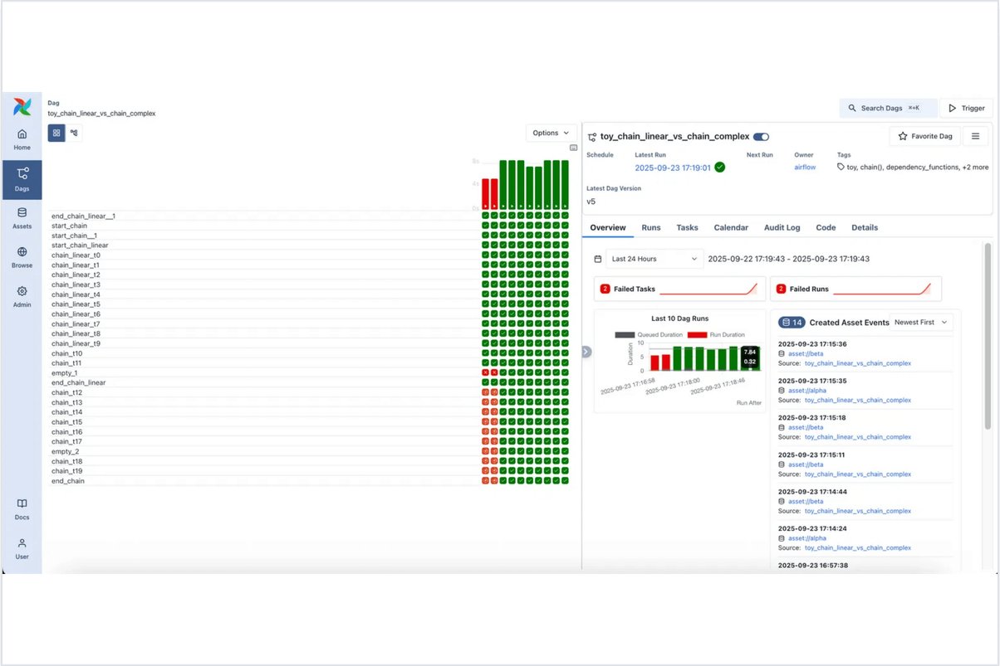 Dag
toy_chain_linear_vs_chain_complex
Search Dags ⌘+K
Trigger
Home
Dags
Assets
Browse
Admin
Docs
User
Options
8s
4s
0s
end_chain_linear__1
start_chain
start_chain__1
start_chain_linear
chain_linear_t0
chain_linear_t1
chain_linear_t2
chain_linear_t3
chain_linear_t4
chain_linear_t5
chain_linear_t6
chain_linear_t7
chain_linear_t8
chain_linear_t9
chain_t10
chain_t11
empty_1
end_chain_linear
chain_t12
chain_t13
chain_t14
chain_t15
chain_t16
chain_t17
empty_2
chain_t18
chain_t19
end_chain
toy_chain_linear_vs_chain_complex
Favorite Dag
Schedule Latest Run Next Run Owner Tags
2025-09-23 17:19:01 airflow toy, chain(), dependency_functions, +2 more
Latest Dag Version
v5
Overview Runs Tasks Calendar Audit Log Code Details
Last 24 Hours 2025-09-22 17:19:43 - 2025-09-23 17:19:43
2 Failed Tasks
2 Failed Runs
Last 10 Dag Runs
Queued Duration Run Duration
Duration
10
5
0
7.84
0.32
2025-09-23 17:16:58
2025-09-23 17:18:00
2025-09-23 17:18:46
Run After
14 Created Asset Events Newest First
2025-09-23 17:15:36
asset://beta
Source: toy_chain_linear_vs_chain_complex
2025-09-23 17:15:35
asset://alpha
Source: toy_chain_linear_vs_chain_complex
2025-09-23 17:15:18
asset://beta
Source: toy_chain_linear_vs_chain_complex
2025-09-23 17:15:11
asset://beta
Source: toy_chain_linear_vs_chain_complex
2025-09-23 17:14:44
asset://beta
Source: toy_chain_linear_vs_chain_complex
2025-09-23 17:14:24
asset://alpha
Source: toy_chain_linear_vs_chain_complex
2025-09-23 16:57:38